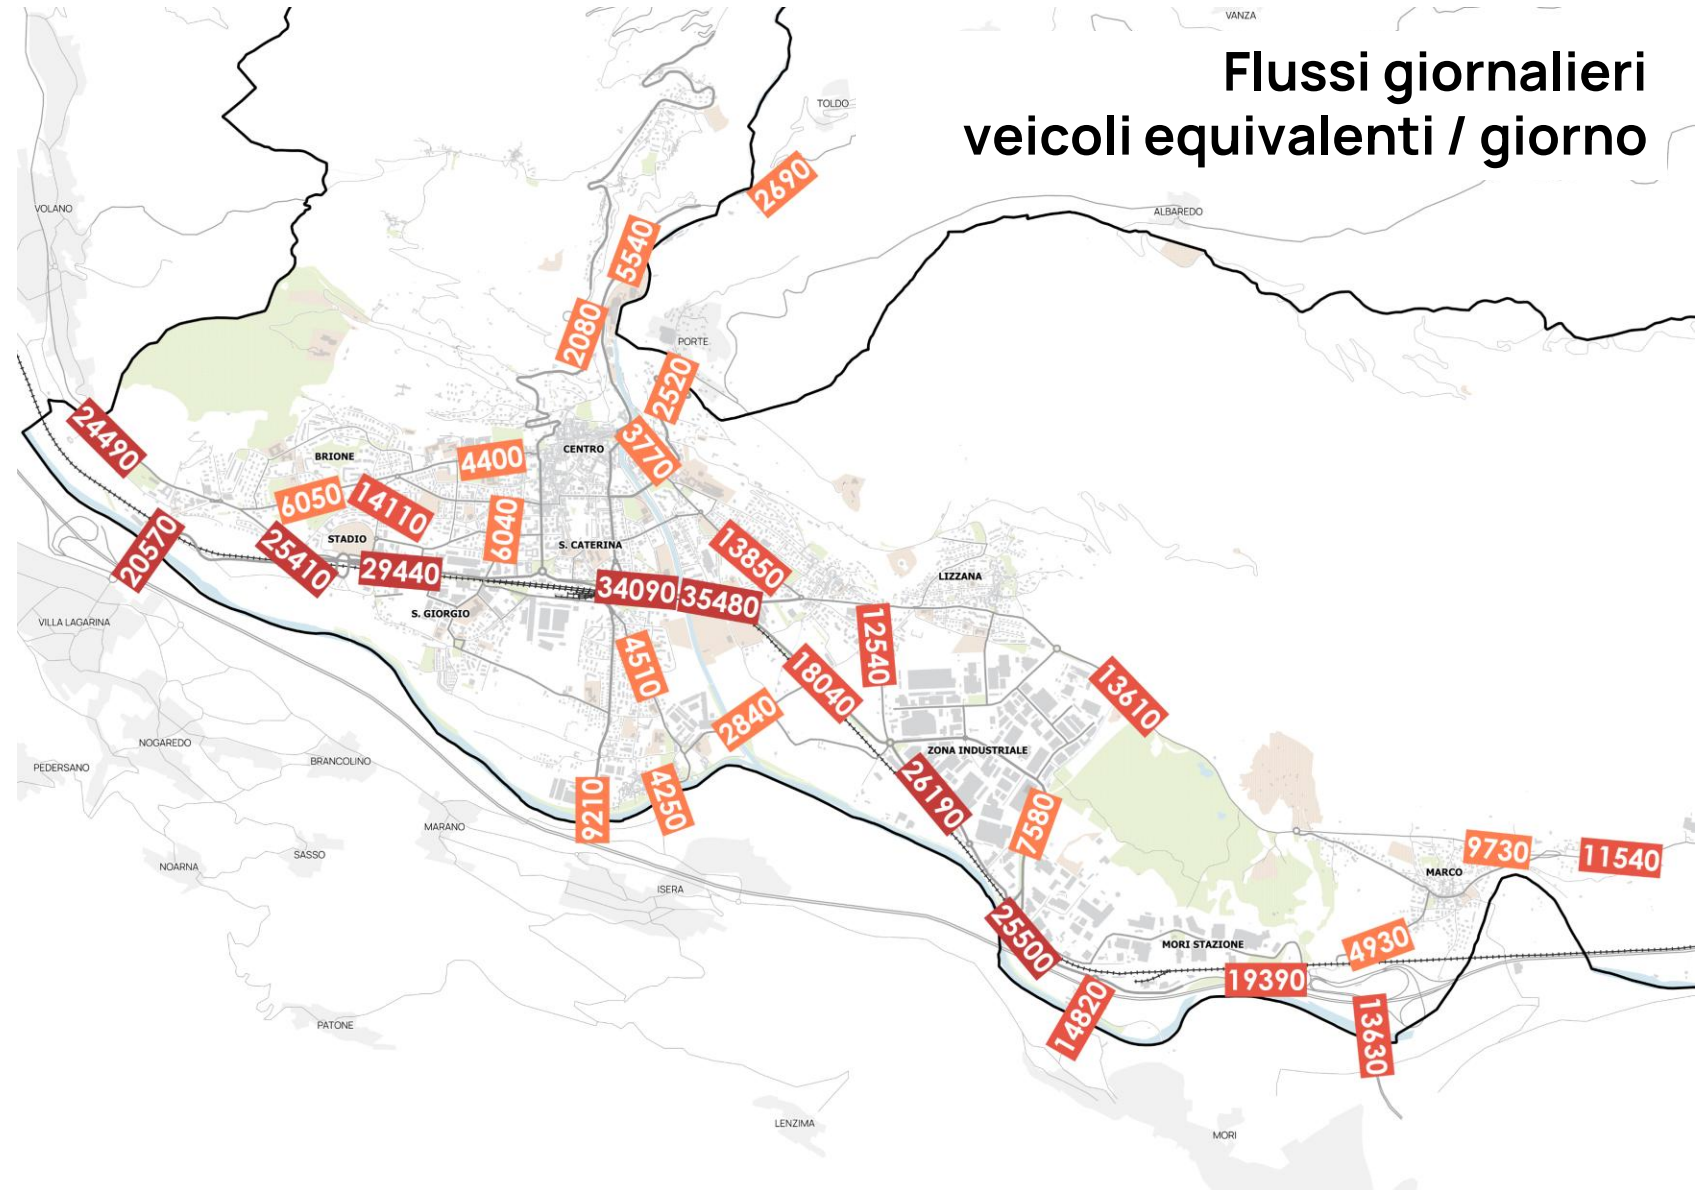 VANZA
Flussi giornalieri
veicoli equivalenti / giorno
TOLDO
2690
VOLANO
ALBAREDO
5540
2080
PORTE
2520
24490
3770
CENTRO
BRIONE
4400
6050
14110
6040
20570
STADIO
25410
S. CATERINA
13850
29440
LIZZANA
34090
35480
S. GIORGIO
VILLA LAGARINA
12540
4510
18040
13610
2840
NOGAREDO
ZONA INDUSTRIALE
BRANCOLINO
PEDERSANO
26190
4250
9210
7580
MARANO
9730
SASSO
11540
NOARNA
MARCO
ISERA
25500
MORI STAZIONE
4930
19390
14820
PATONE
13630
LENZIMA
MORI